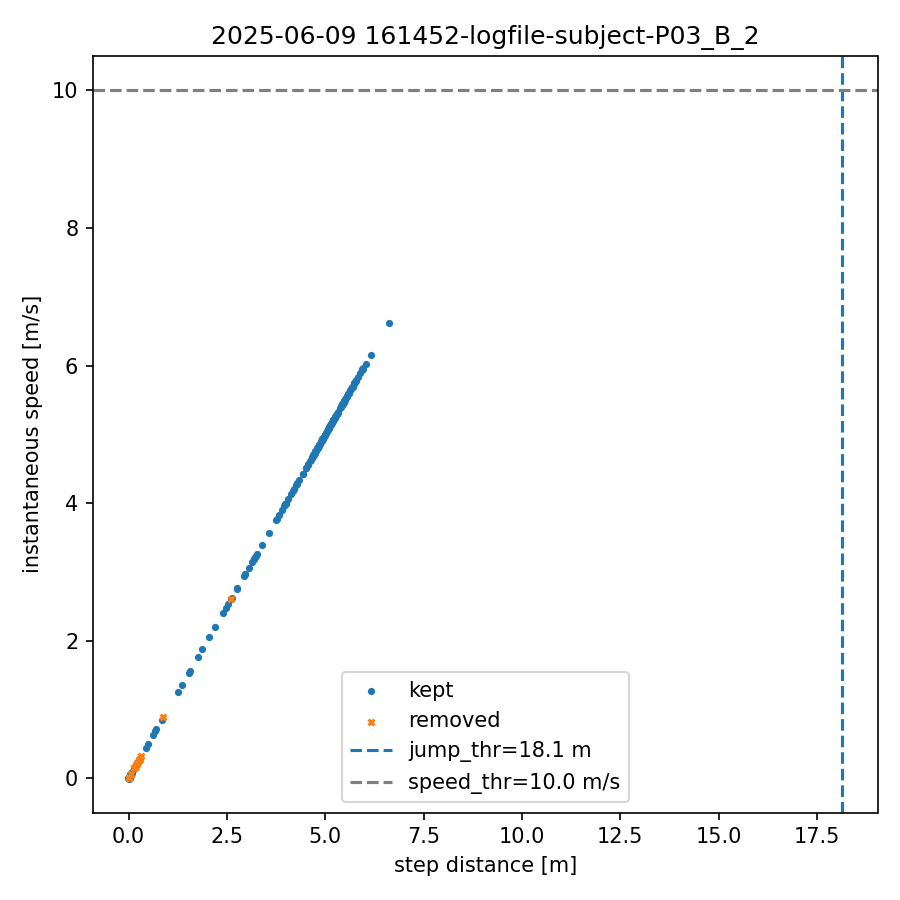 2025-06-09 161452-logfile-subject-P03_B_2
10
8
6
4
2
0
instantaneous speed [m/s]
kept
removed
jump_thr=18.1 m
speed_thr=10.0 m/s
0.0 2.5 5.0 7.5 10.0 12.5 15.0 17.5
step distance [m]